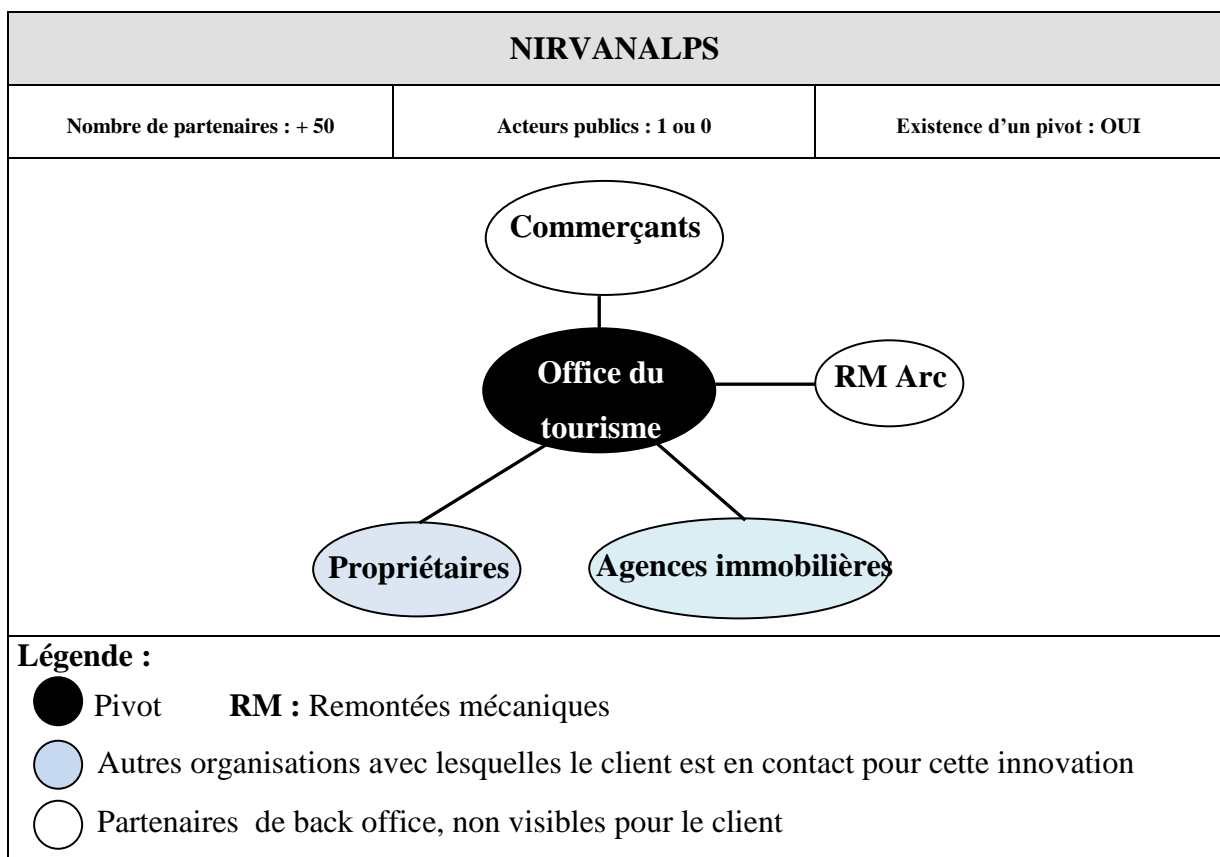 NIRVANALPS
Nombre de partenaires : + 50
Acteurs publics : 1 ou 0
Existence d'un pivot : OUI
Commerçants
Office du
tourisme
RM Arc
Propriétaires
Agences immobilières
Légende :
Pivot RM : Remontées mécaniques
Autres organisations avec lesquelles le client est en contact pour cette innovation
Partenaires de back office, non visibles pour le client